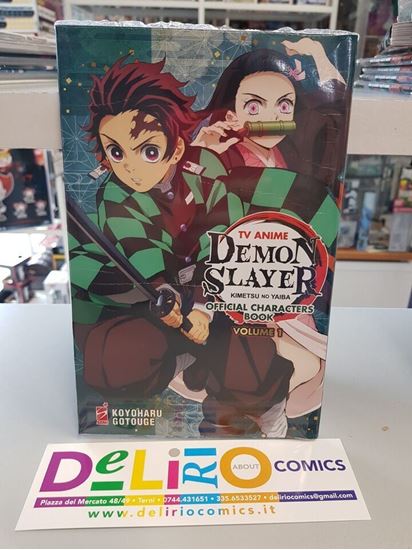 TV ANIME
DEMON
SLAYER
KIMETSU NO YAIBA
OFFICIAL CHARACTERS
BOOK
VOLUME 1
KOYOHARU
GOTOUGE
DeLiRiO ABOUT COMICS
Piazza del Mercato 48/49 • Terni • 0744.431651 • 335.6533527 • deliriocomics@gmail.com
www.deliriocomics.it